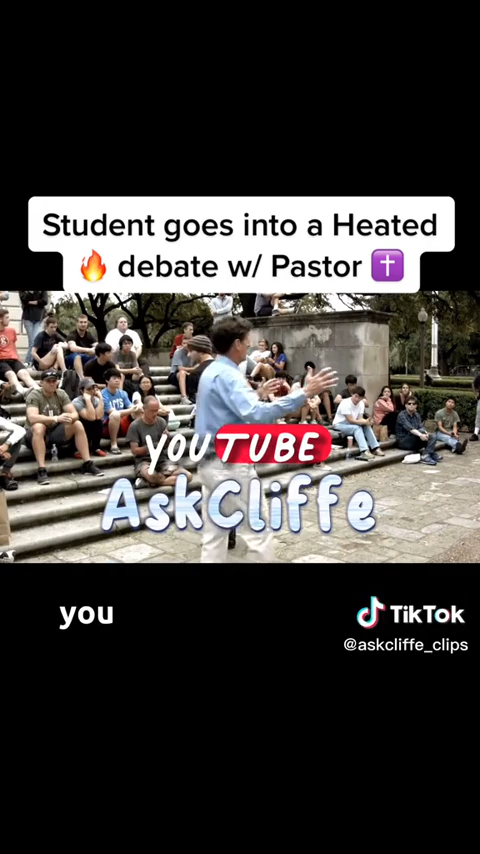 Student goes into a Heated
🔥 debate w/ Pastor ✝️
YOUTUBE
AskCliffe
you
TikTok
@askcliffe_clips